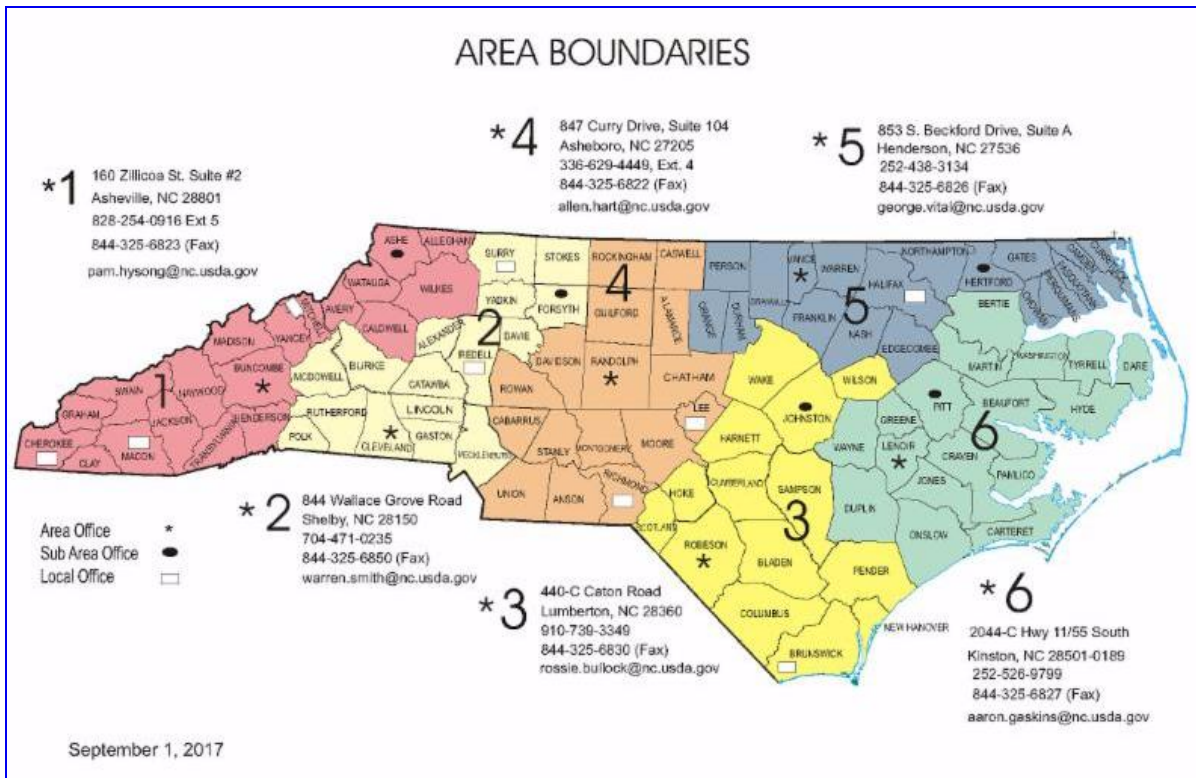 AREA BOUNDARIES
*4
847 Curry Drive, Suite 104
Asheboro, NC 27205
336-629-4449, Ext. 4
844-325-6822 (Fax)
allen.hart@nc.usda.gov
*5
853 S. Beckford Drive, Suite A
Henderson, NC 27536
252-438-3134
844-325-6826 (Fax)
george.vital@nc.usda.gov
*1
160 Zillicoa St. Suite #2
Asheville, NC 28801
828-254-0916 Ext 5
844-325-6823 (Fax)
pam.hysong@nc.usda.gov
ASHE
ALLEGHANY
WATAUGA
WILKES
AVERY
MITCHELL
CALDWELL
YANCEY
MADISON
BUNCOMBE
*
HAYWOOD
SWAIN
GRAHAM
1
JACKSON
HENDERSON
TRANSYLVANIA
CHEROKEE
CLAY
MACON
SURRY
STOKES
YADKIN
FORSYTH
2
DAVIE
ALEXANDER
IREDELL
BURKE
MCDOWELL
CATAWBA
RUTHERFORD
LINCOLN
POLK
CLEVELAND
*
GASTON
MECKLENBURG
ROCKINGHAM
CASWELL
4
GUILFORD
ALAMANCE
DAVIDSON
RANDOLPH
*
CHATHAM
ROWAN
CABARRUS
STANLY
MONTGOMERY
MOORE
LEE
UNION
ANSON
RICHMOND
PERSON
GRANVILLE
VANCE
*
WARREN
NORTHAMPTON
HALIFAX
HERTFORD
GATES
CAMDEN
CURRITUCK
PASQUOTANK
PERQUIMANS
CHOWAN
ORANGE
DURHAM
FRANKLIN
5
NASH
EDGECOMBE
WAKE
WILSON
JOHNSTON
HARNETT
CUMBERLAND
SAMPSON
HOKE
SCOTLAND
ROBESON
*
3
BLADEN
PENDER
COLUMBUS
BRUNSWICK
NEW HANOVER
BERTIE
MARTIN
WASHINGTON
TYRRELL
DARE
PITT
BEAUFORT
HYDE
GREENE
6
WAYNE
LENOIR
*
CRAVEN
PAMLICO
JONES
DUPLIN
ONSLOW
CARTERET
*2
844 Wallace Grove Road
Shelby, NC 28150
704-471-0235
844-325-6850 (Fax)
warren.smith@nc.usda.gov
Area Office *
Sub Area Office
Local Office
*3
440-C Caton Road
Lumberton, NC 28360
910-739-3349
844-325-6830 (Fax)
rossie.bullock@nc.usda.gov
*6
2044-C Hwy 11/55 South
Kinston, NC 28501-0189
252-526-9799
844-325-6827 (Fax)
aaron.gaskins@nc.usda.gov
September 1, 2017